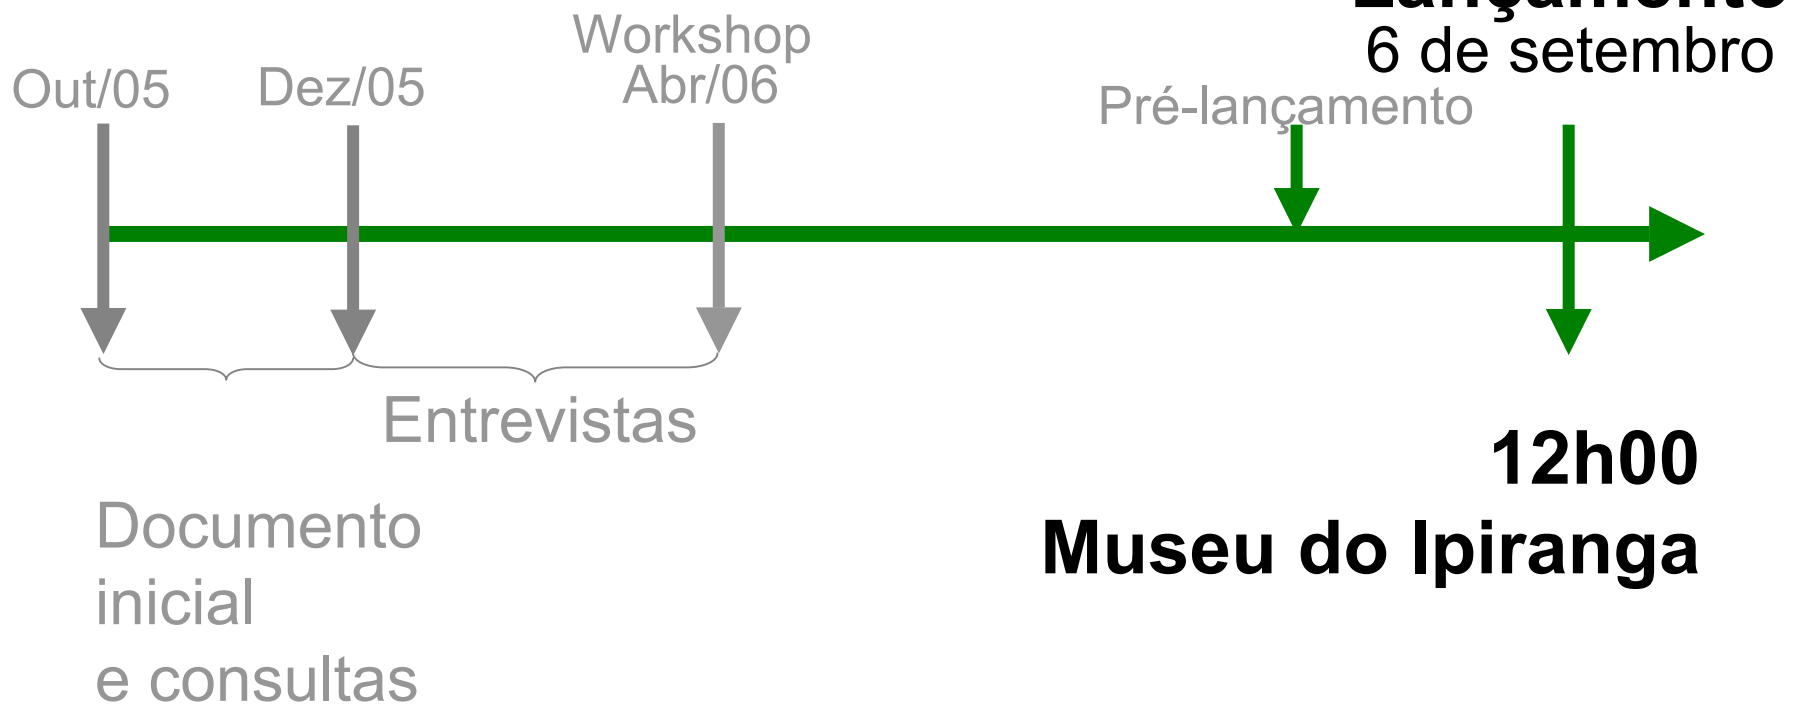 Lançamento
6 de setembro
Workshop
Out/05 Dez/05 Abr/06
Pré-lançamento
Entrevistas
12h00
Museu do Ipiranga
Documento
inicial
e consultas